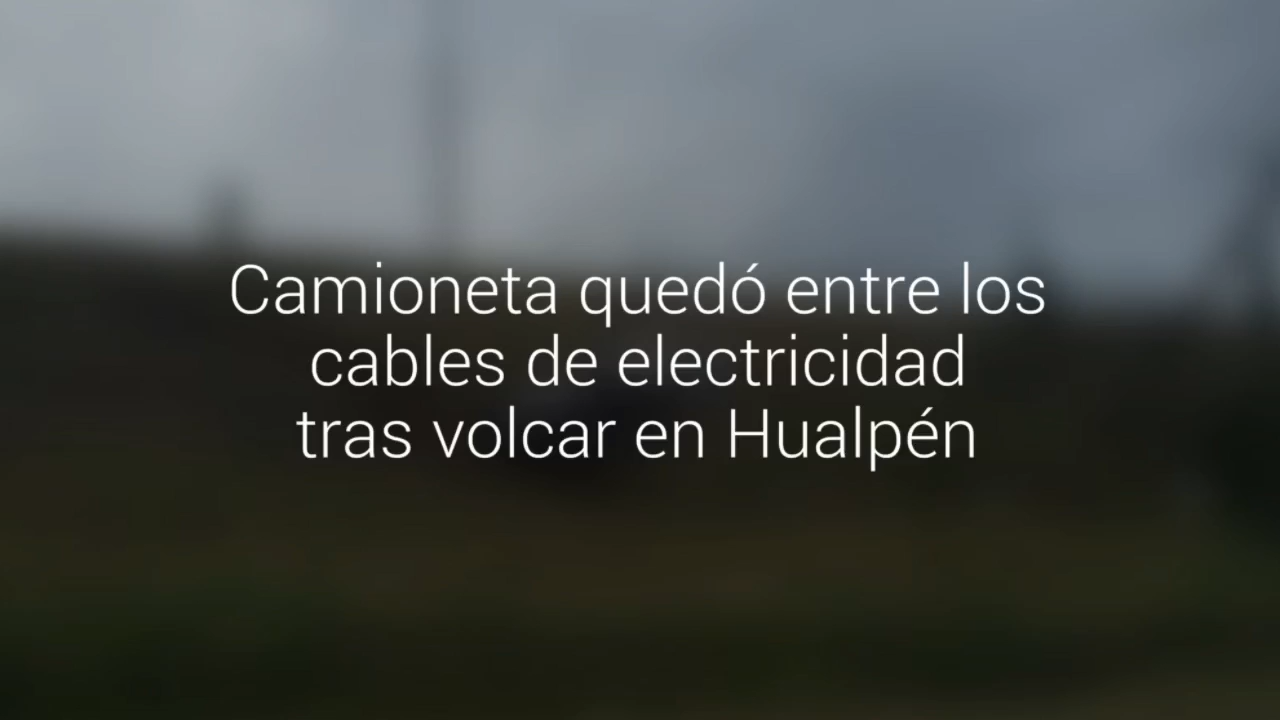 Camioneta quedó entre los
cables de electricidad
tras volcar en Hualpén